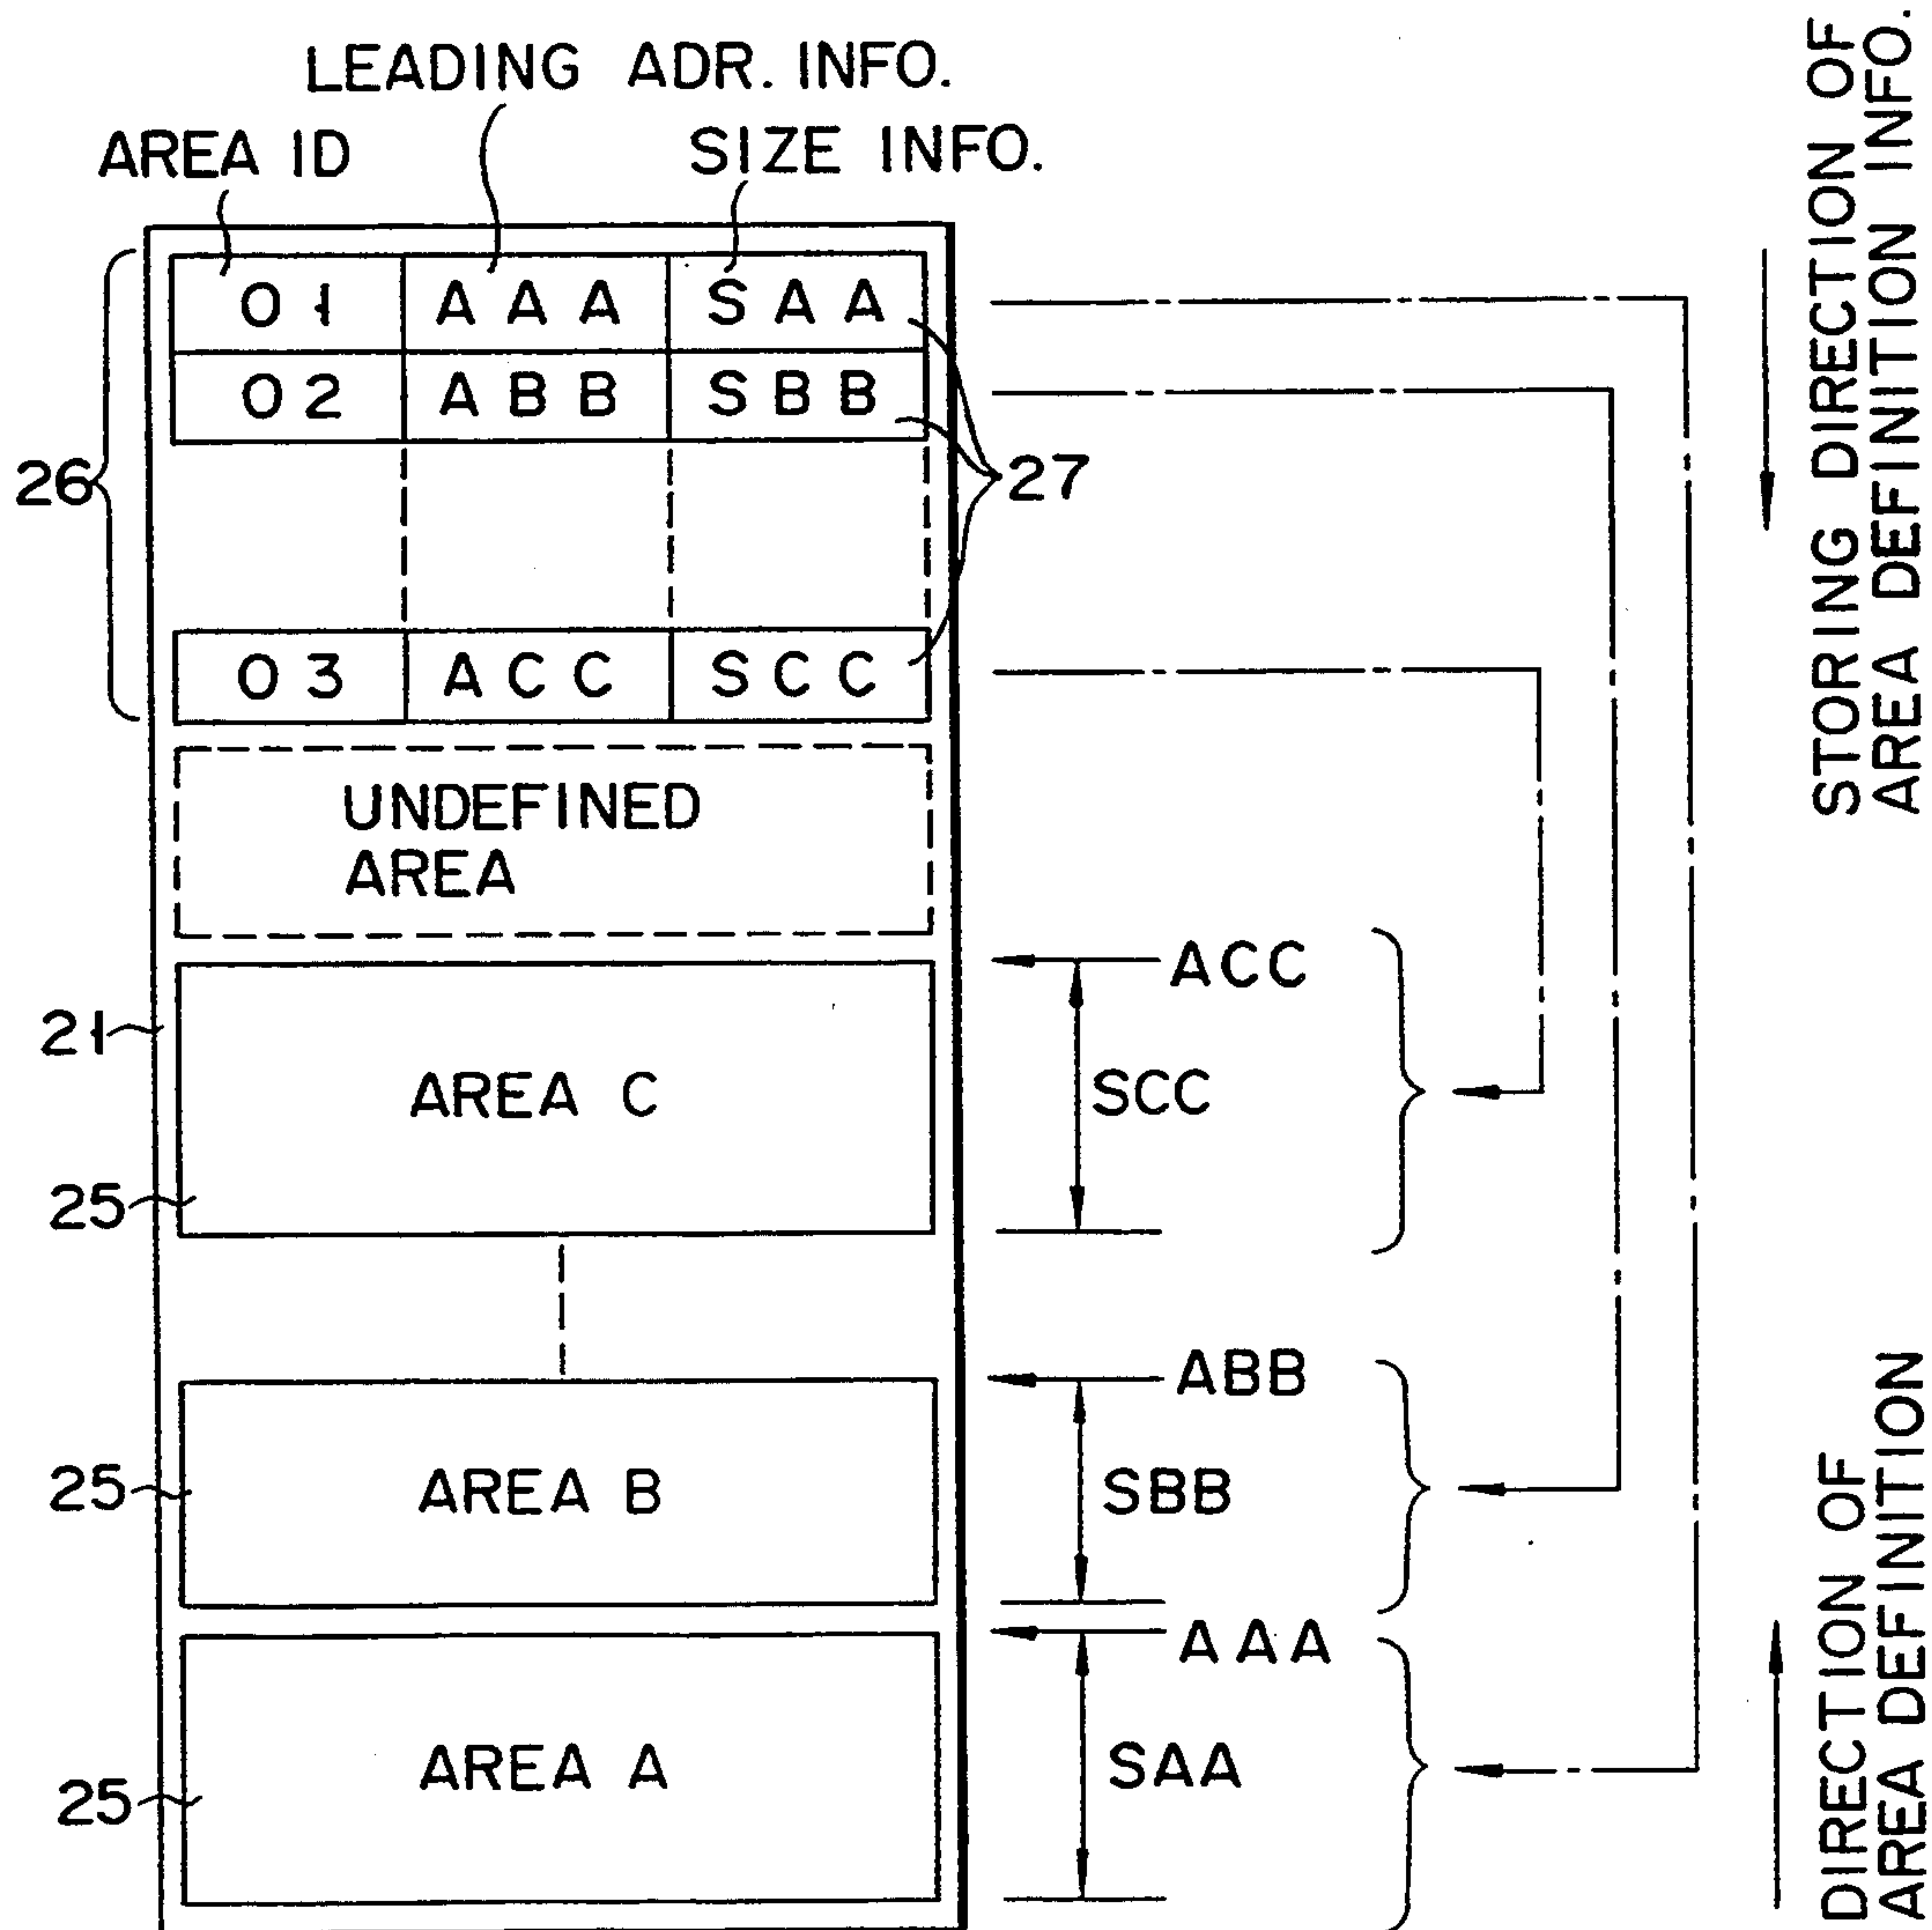 LEADING ADR. INFO.
AREA ID
SIZE INFO.
01 AAA SAA
02 ABB SBB
26
27
03 ACC SCC
UNDEFINED
AREA
ACC
21
AREA C
SCC
25
ABB
25
AREA B
SBB
AAA
AREA A
SAA
25
STORING DIRECTION OF
AREA DEFINITION INFO.
DIRECTION OF
AREA DEFINITION